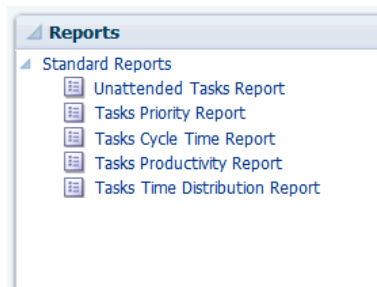 Reports
Standard Reports
Unattended Tasks Report
Tasks Priority Report
Tasks Cycle Time Report
Tasks Productivity Report
Tasks Time Distribution Report